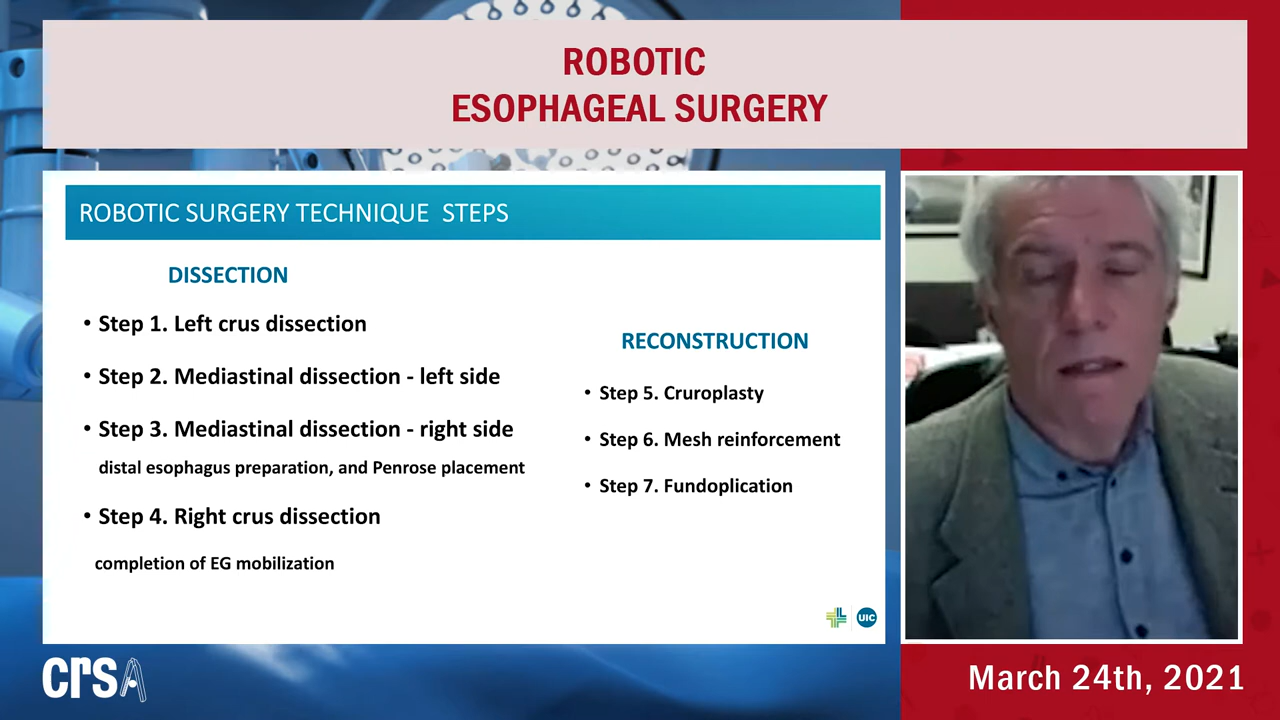 ROBOTIC
ESOPHAGEAL SURGERY
ROBOTIC SURGERY TECHNIQUE STEPS
DISSECTION
• Step 1. Left crus dissection
• Step 2. Mediastinal dissection - left side
• Step 3. Mediastinal dissection - right side
distal esophagus preparation, and Penrose placement
• Step 4. Right crus dissection
completion of EG mobilization
RECONSTRUCTION
• Step 5. Cruroplasty
• Step 6. Mesh reinforcement
• Step 7. Fundoplication
UIC
crsA
March 24th, 2021